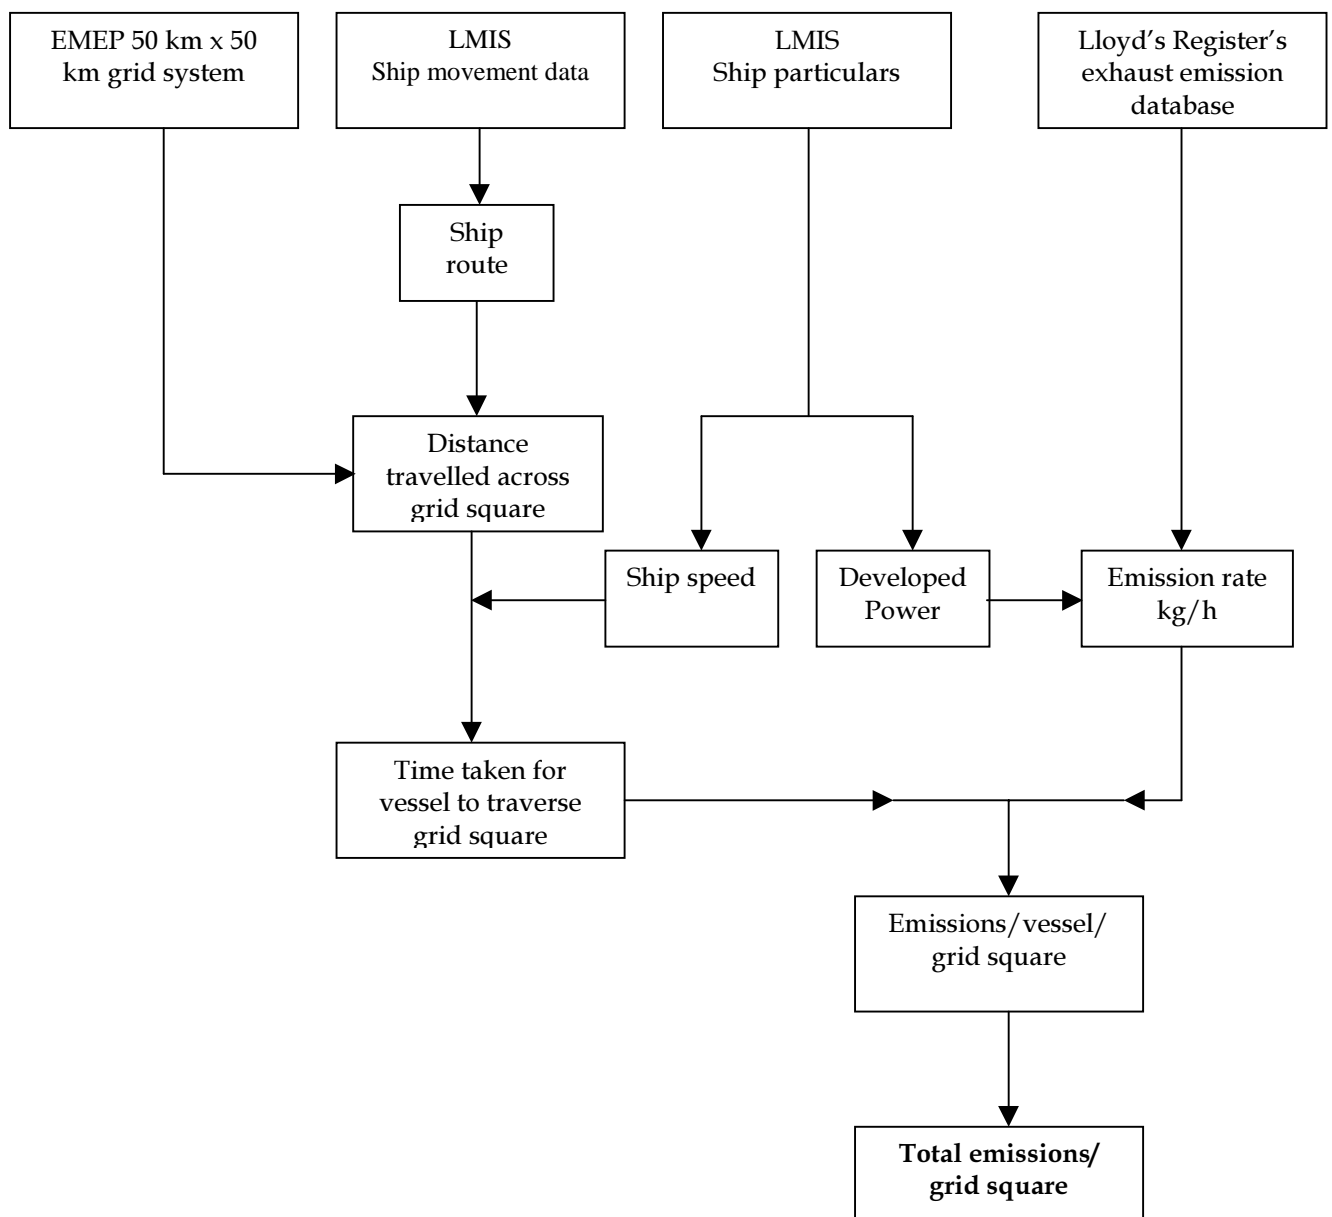 EMEP 50 km x 50
km grid system
LMIS
Ship movement data
LMIS
Ship particulars
Lloyd's Register's
exhaust emission
database
Ship
route
Distance
travelled across
grid square
Ship speed
Developed
Power
Emission rate
kg/h
Time taken for
vessel to traverse
grid square
Emissions/vessel/
grid square
Total emissions/
grid square